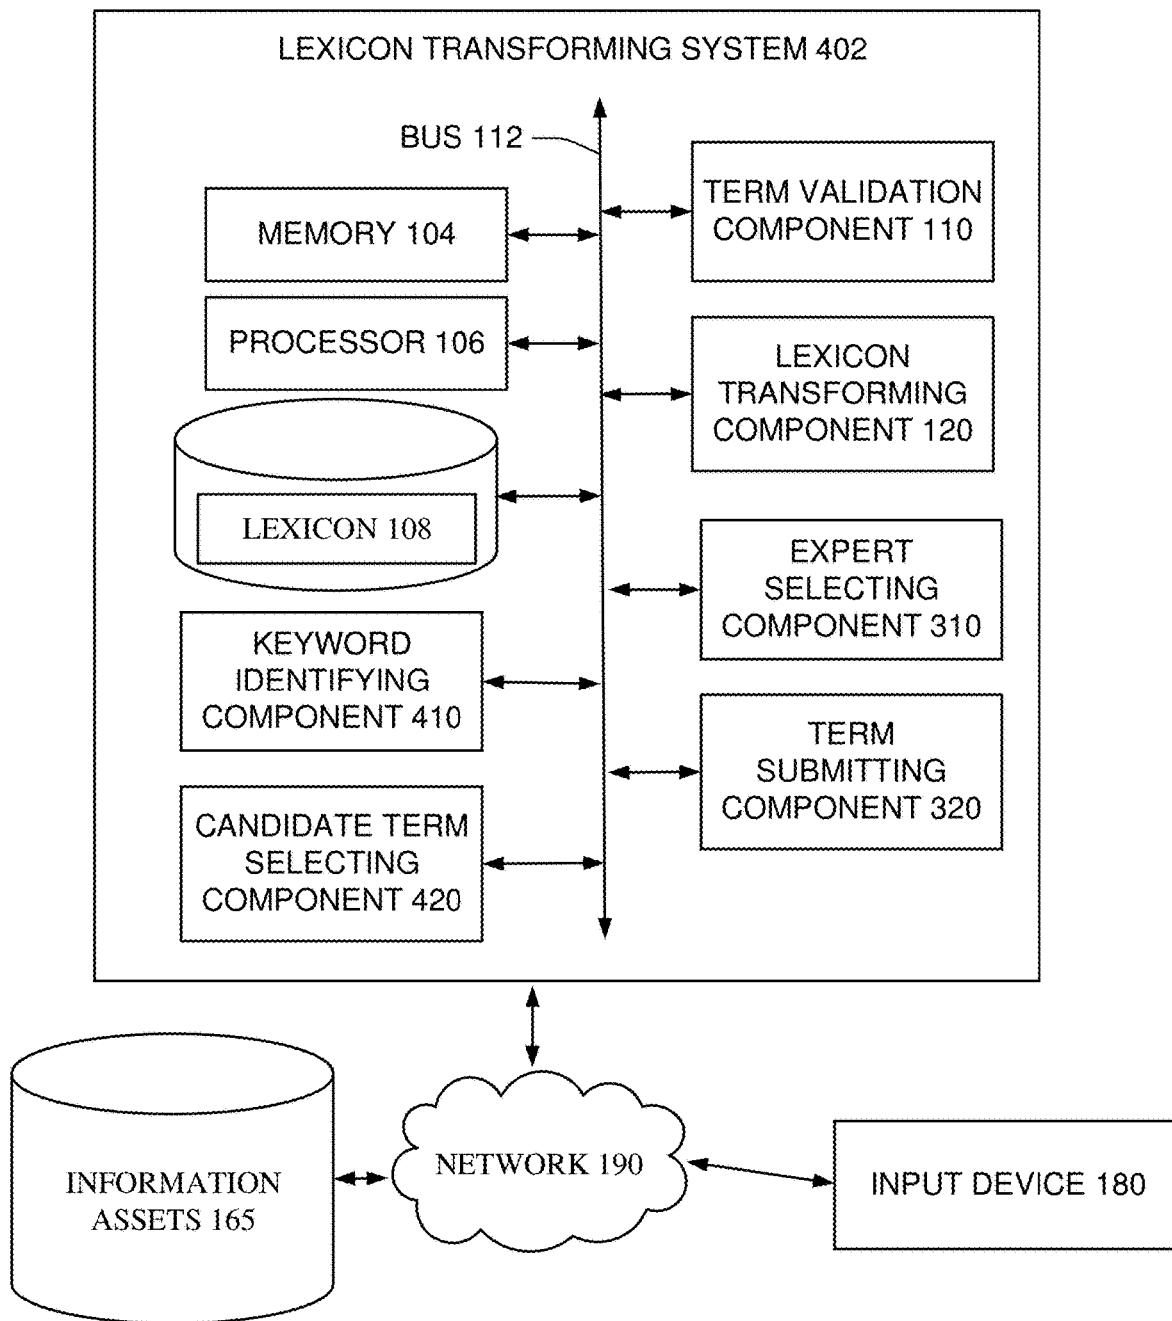 LEXICON TRANSFORMING SYSTEM 402
BUS 112
MEMORY 104
PROCESSOR 106
LEXICON 108
KEYWORD
IDENTIFYING
COMPONENT 410
CANDIDATE TERM
SELECTING
COMPONENT 420
TERM VALIDATION
COMPONENT 110
LEXICON
TRANSFORMING
COMPONENT 120
EXPERT
SELECTING
COMPONENT 310
TERM
SUBMITTING
COMPONENT 320
INFORMATION
ASSETS 165
NETWORK 190
INPUT DEVICE 180